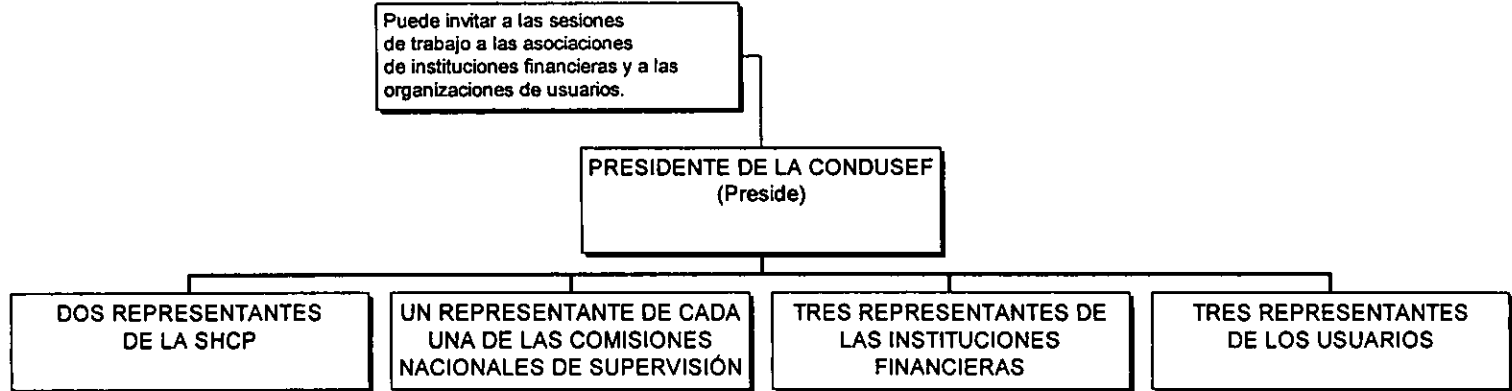 Puede invitar a las sesiones
de trabajo a las asociaciones
de instituciones financieras y a las
organizaciones de usuarios.
PRESIDENTE DE LA CONDUSEF
(Preside)
DOS REPRESENTANTES
DE LA SHCP
UN REPRESENTANTE DE CADA
UNA DE LAS COMISIONES
NACIONALES DE SUPERVISIÓN
TRES REPRESENTANTES DE
LAS INSTITUCIONES
FINANCIERAS
TRES REPRESENTANTES
DE LOS USUARIOS